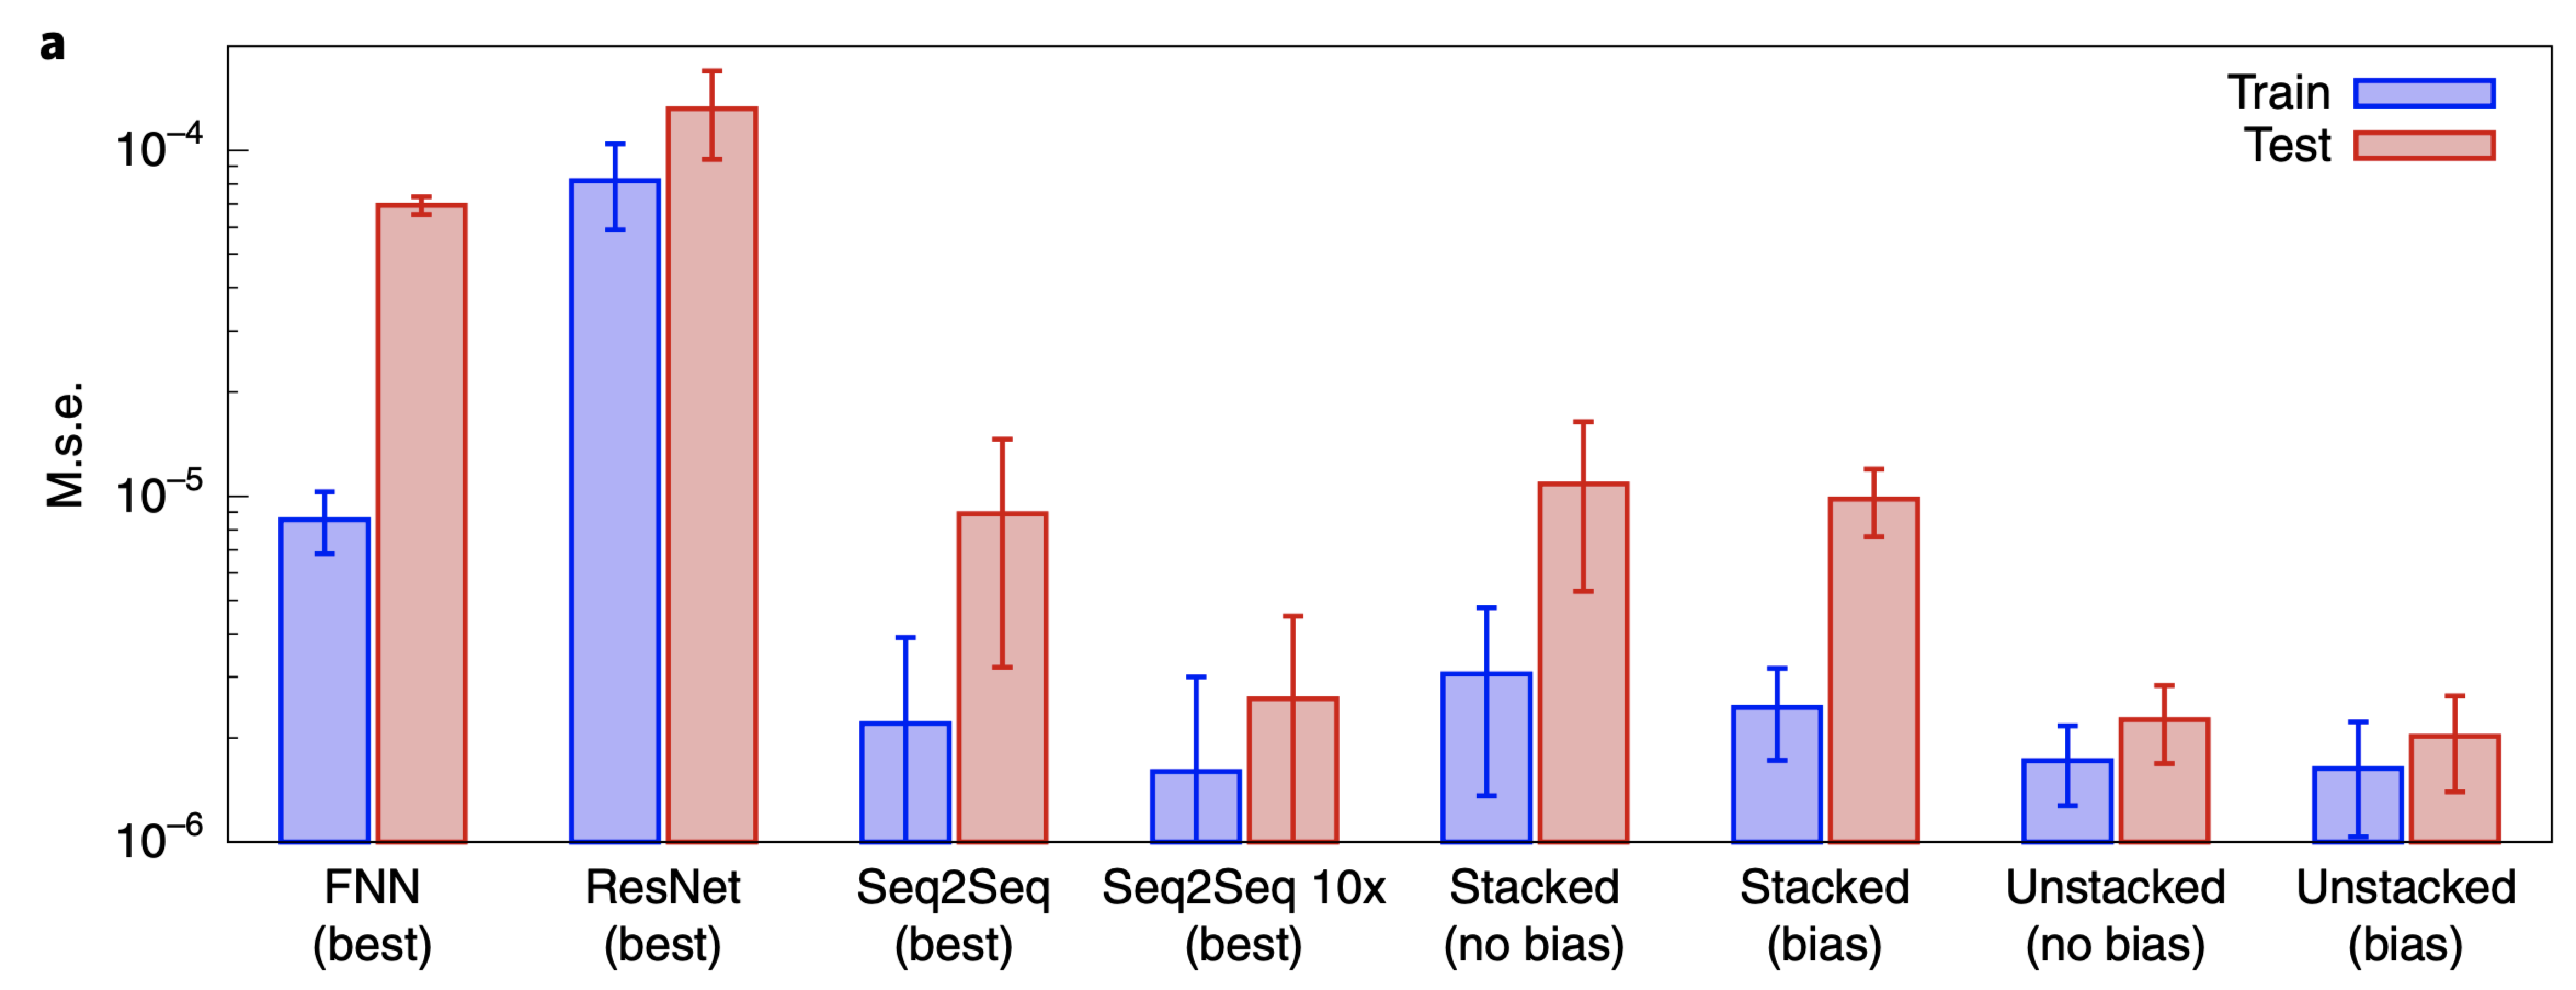 a
Train
Test
M.s.e.
10⁻⁴
10⁻⁵
10⁻⁶
FNN
(best)
ResNet
(best)
Seq2Seq
(best)
Seq2Seq 10x
(best)
Stacked
(no bias)
Stacked
(bias)
Unstacked
(no bias)
Unstacked
(bias)